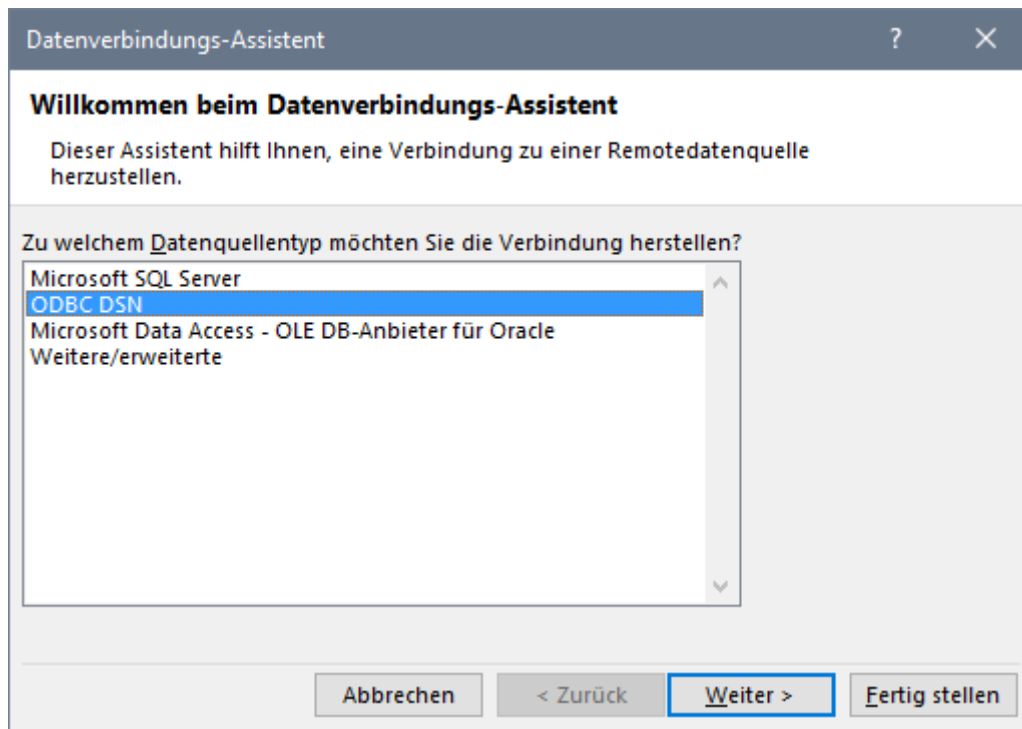 Datenverbindungs-Assistent ?
Willkommen beim Datenverbindungs-Assistent
Dieser Assistent hilft Ihnen, eine Verbindung zu einer Remotedatenquelle
herzustellen.
Zu welchem Datenquellentyp möchten Sie die Verbindung herstellen?
Microsoft SQL Server
ODBC DSN
Microsoft Data Access - OLE DB-Anbieter für Oracle
Weitere/erweiterte
Abbrechen < Zurück Weiter > Fertig stellen